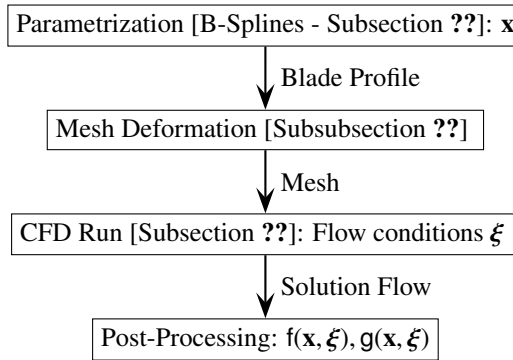 Parametrization [B-Splines - Subsection ??]: x
Blade Profile
Mesh Deformation [Subsubsection ??]
Mesh
CFD Run [Subsection ??]: Flow conditions ξ
Solution Flow
Post-Processing: f(x, ξ), g(x, ξ)